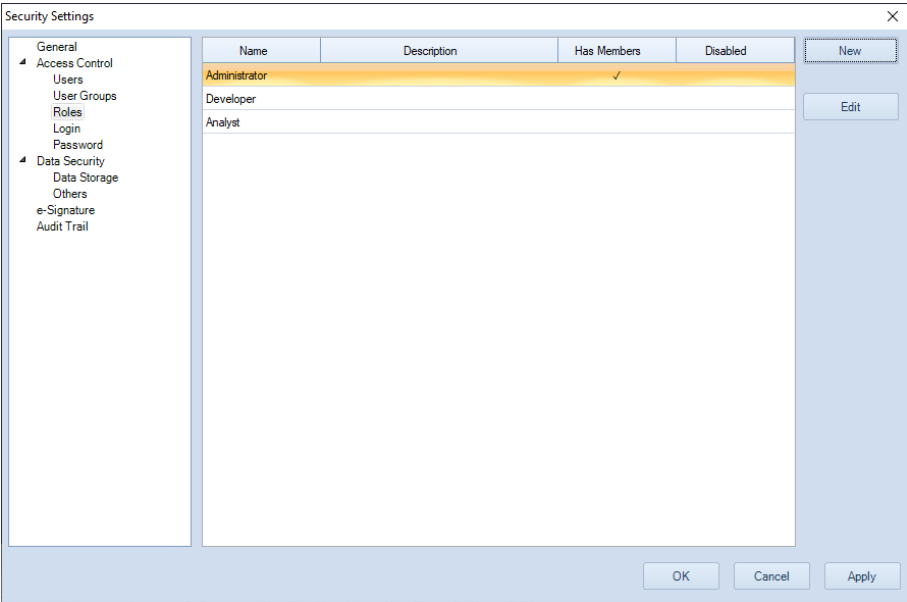 Security Settings
General
Access Control
Users
User Groups
Roles
Login
Password
Data Security
Data Storage
Others
e-Signature
Audit Trail
Name Description Has Members Disabled
Administrator ✓
Developer
Analyst
New
Edit
OK Cancel Apply